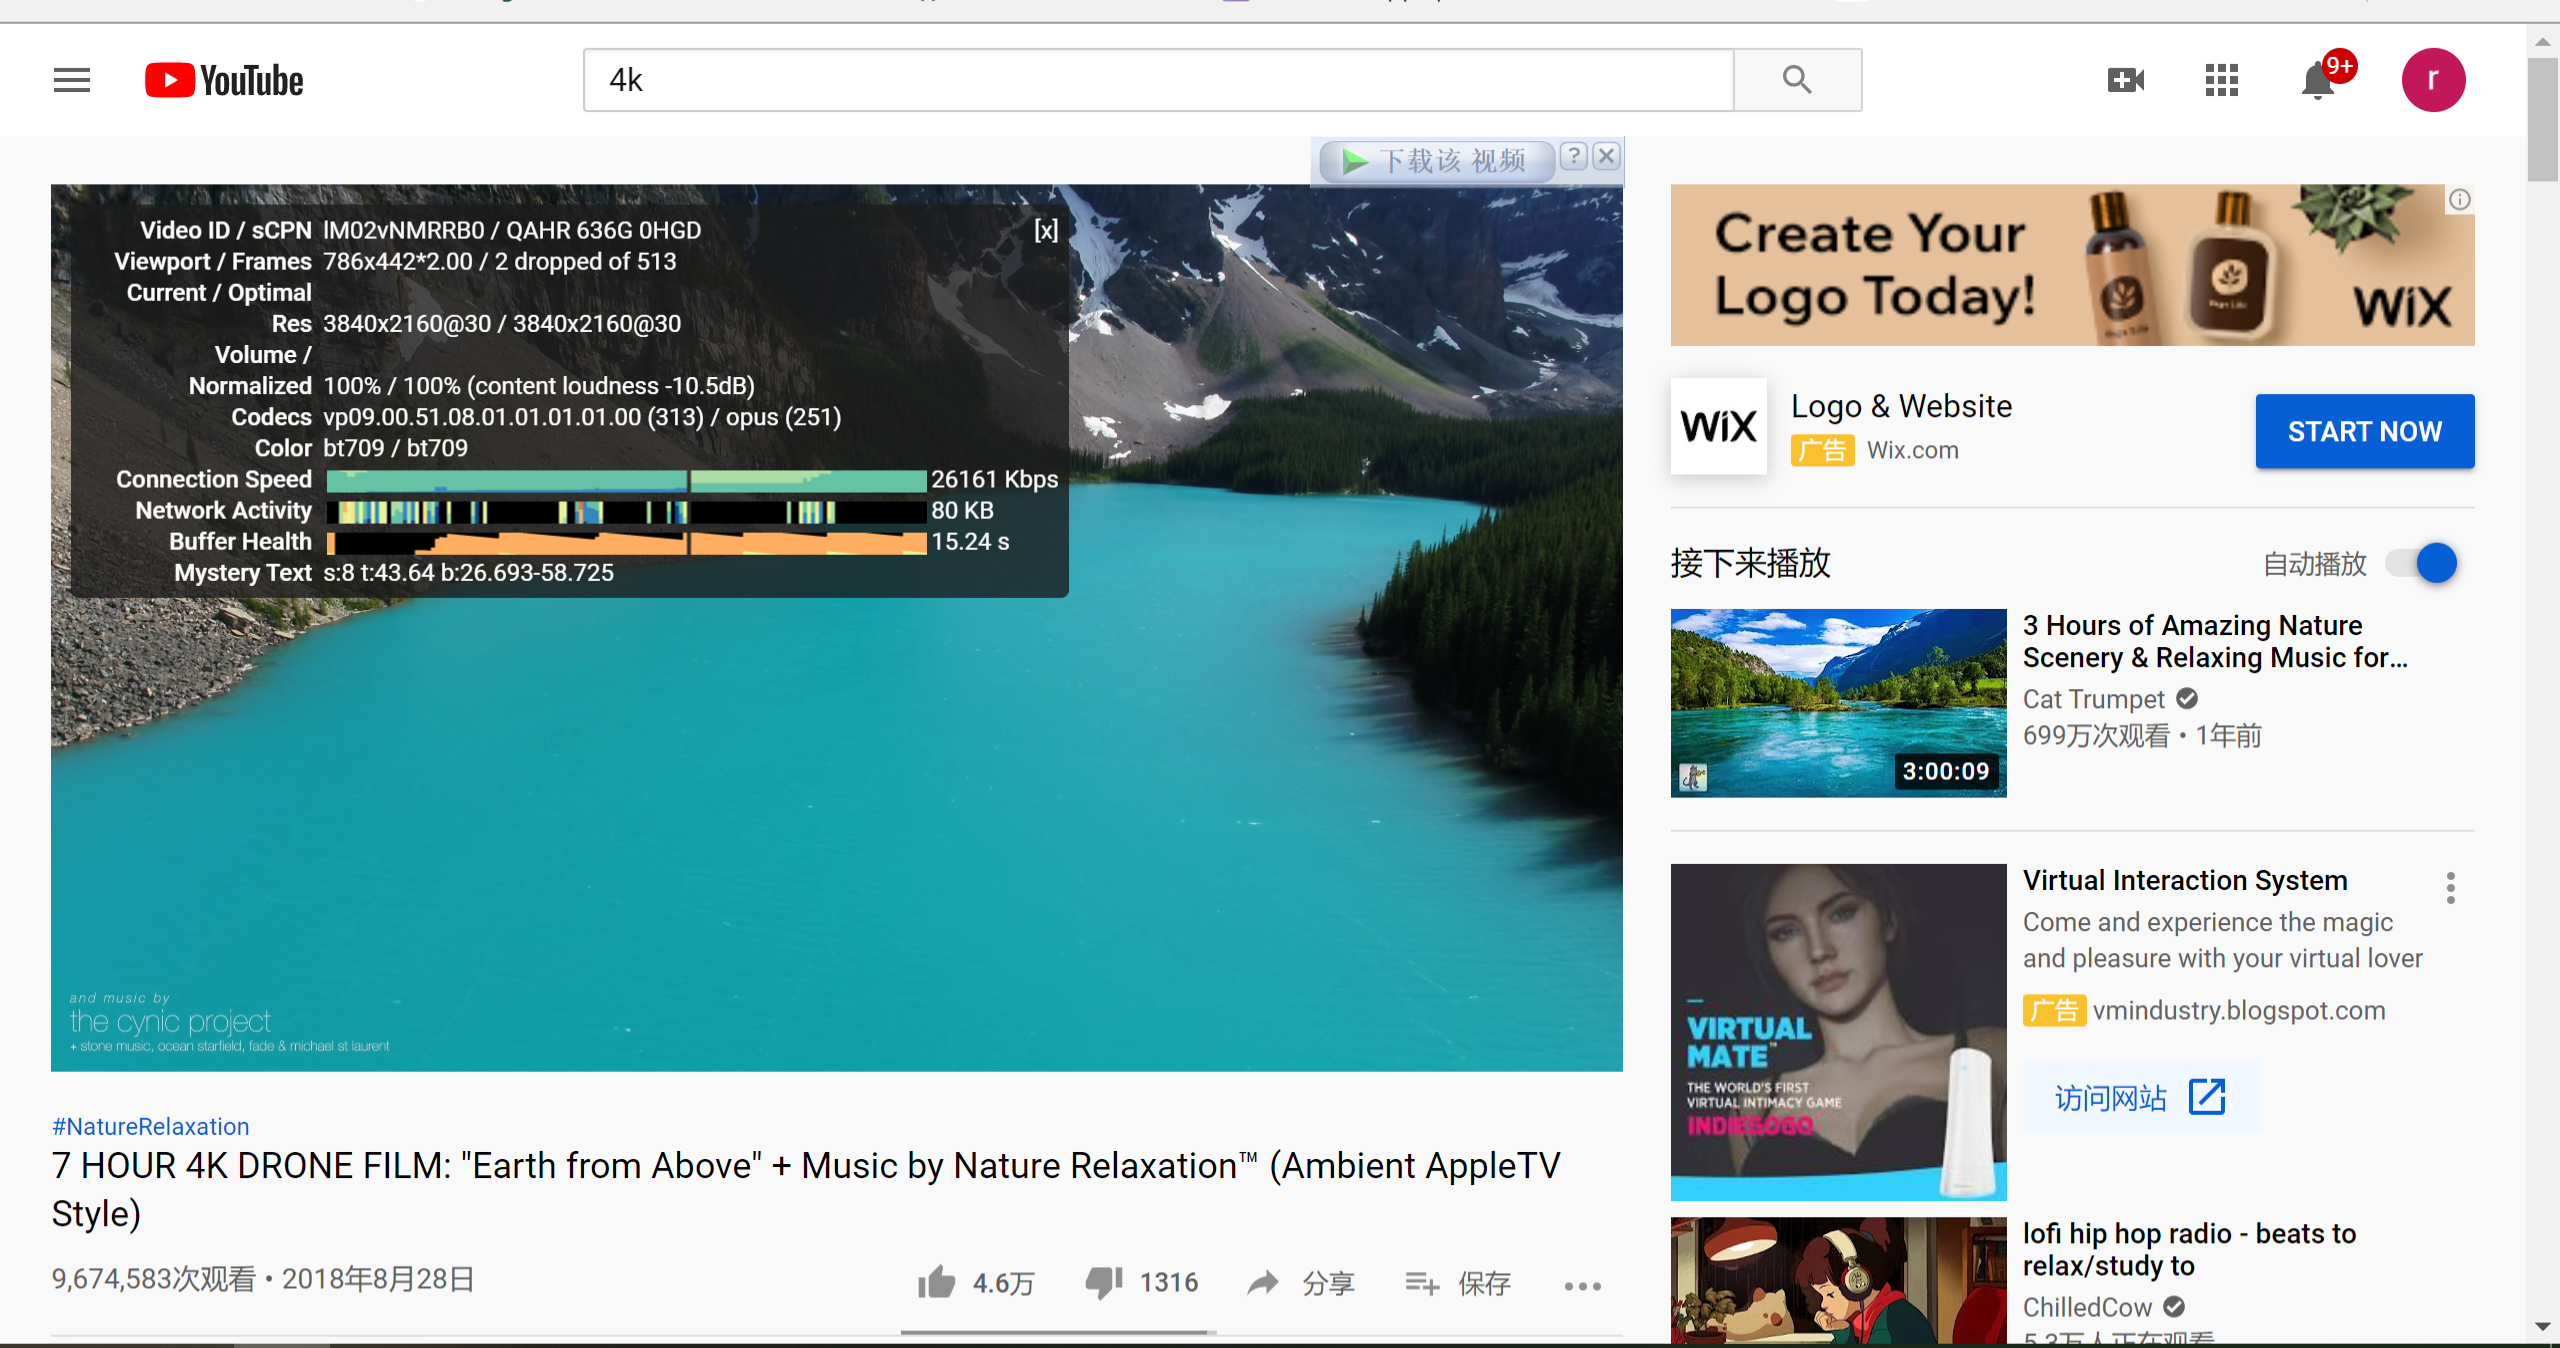 YouTube
4k
9+
r
下载该 视频
?
Video ID / sCPN lM02vNMRRB0 / QAHR 636G 0HGD
[x]
Viewport / Frames 786x442*2.00 / 2 dropped of 513
Current / Optimal
Res 3840x2160@30 / 3840x2160@30
Volume /
Normalized 100% / 100% (content loudness -10.5dB)
Codecs vp09.00.51.08.01.01.01.01.00 (313) / opus (251)
Color bt709 / bt709
Connection Speed 26161 Kbps
Network Activity 80 KB
Buffer Health 15.24 s
Mystery Text s:8 t:43.64 b:26.693-58.725
and music by
the cynic project
+ stone music, ocean starfield, fade & michael st laurent
#NatureRelaxation
7 HOUR 4K DRONE FILM: "Earth from Above" + Music by Nature Relaxation™ (Ambient AppleTV
Style)
9,674,583次观看 • 2018年8月28日
4.6万
1316
分享
保存
Create Your
Logo Today!
WiX
WiX
Logo & Website
广告 Wix.com
START NOW
接下来播放
自动播放
3:00:09
3 Hours of Amazing Nature
Scenery & Relaxing Music for...
Cat Trumpet
699万次观看 • 1年前
VIRTUAL
MATE™
THE WORLD'S FIRST
VIRTUAL INTIMACY GAME
INDIEGOGO
Virtual Interaction System
Come and experience the magic
and pleasure with your virtual lover
广告 vmindustry.blogspot.com
访问网站
lofi hip hop radio - beats to
relax/study to
ChilledCow
5.3万人正在观看